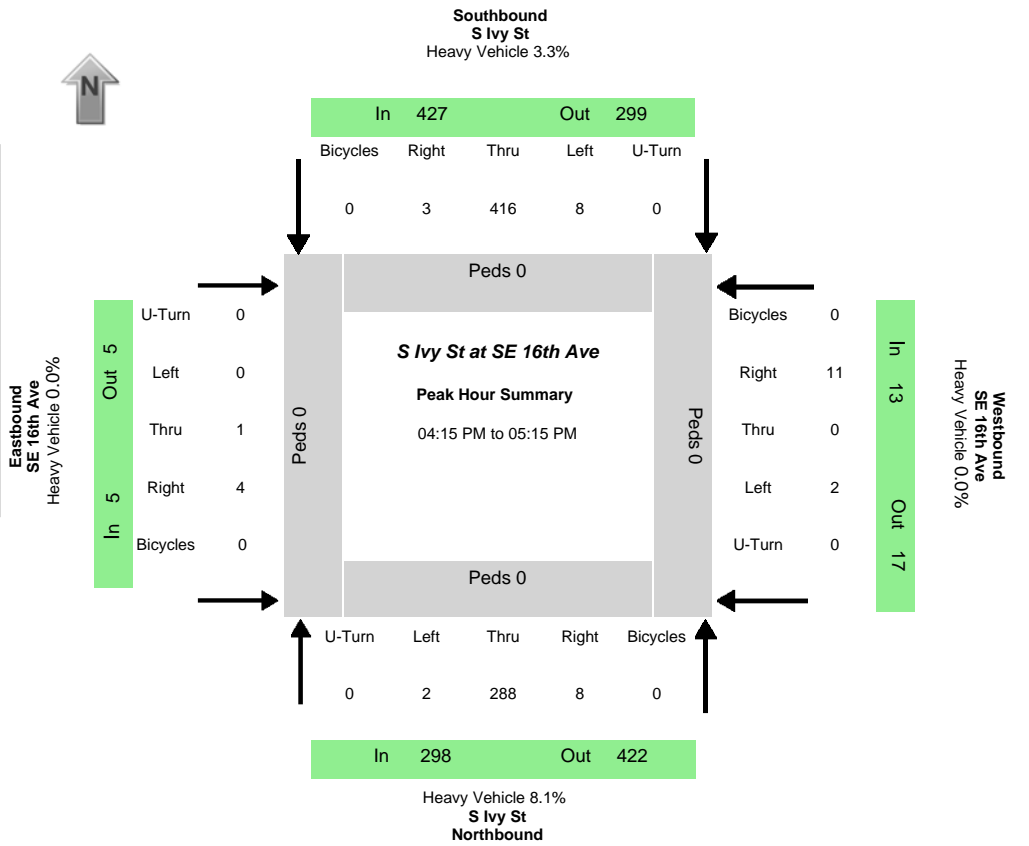 Southbound
S Ivy St
Heavy Vehicle 3.3%
N
In 427 Out 299
Bicycles Right Thru Left U-Turn
0 3 416 8 0
Peds 0
Eastbound
SE 16th Ave
Heavy Vehicle 0.0%
Out 5
In 5
U-Turn 0
Left 0
Thru 1
Right 4
Bicycles 0
Peds 0
S Ivy St at SE 16th Ave
Peak Hour Summary
04:15 PM to 05:15 PM
Peds 0
Bicycles 0
Right 11
Thru 0
Left 2
U-Turn 0
In 13
Out 17
Westbound
SE 16th Ave
Heavy Vehicle 0.0%
Peds 0
U-Turn Left Thru Right Bicycles
0 2 288 8 0
In 298 Out 422
Heavy Vehicle 8.1%
S Ivy St
Northbound